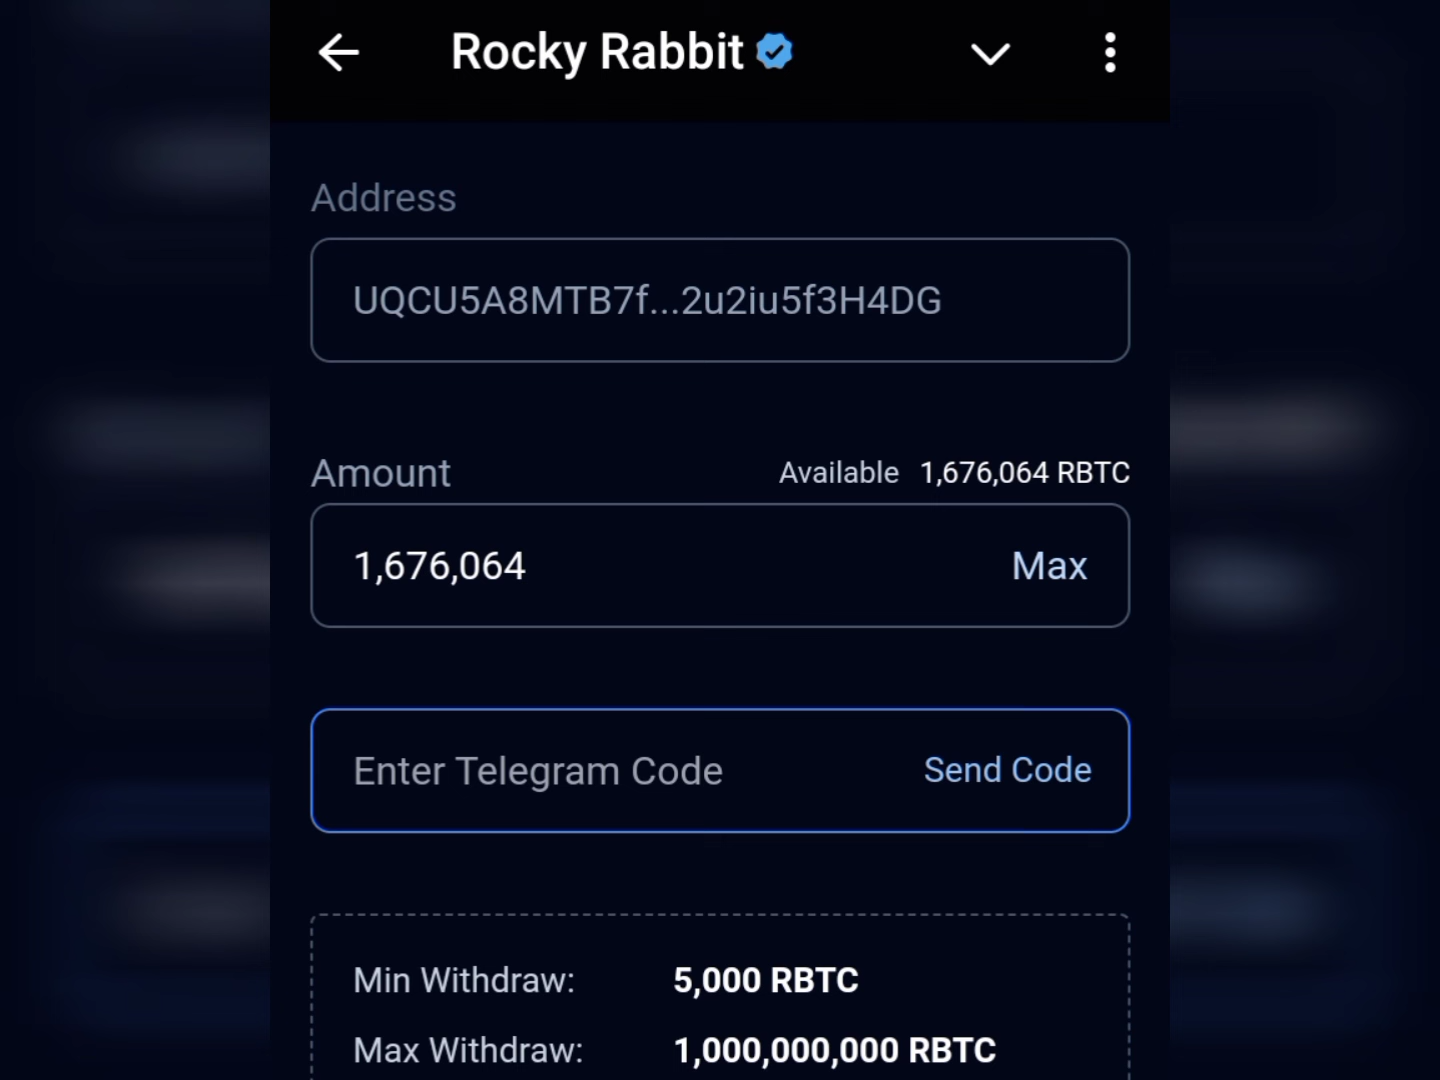 Rocky Rabbit
Address
UQCU5A8MTB7f...2u2iu5f3H4DG
Amount Available 1,676,064 RBTC
1,676,064 Max
Enter Telegram Code Send Code
Min Withdraw: 5,000 RBTC
Max Withdraw: 1,000,000,000 RBTC